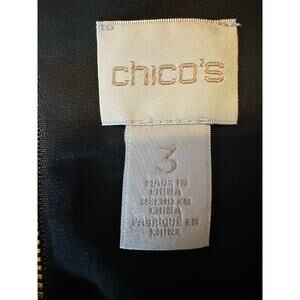 chico's
3
MADE IN
CHINA
HECHO EN
CHINA
FABRIQUÉ EN
CHINE